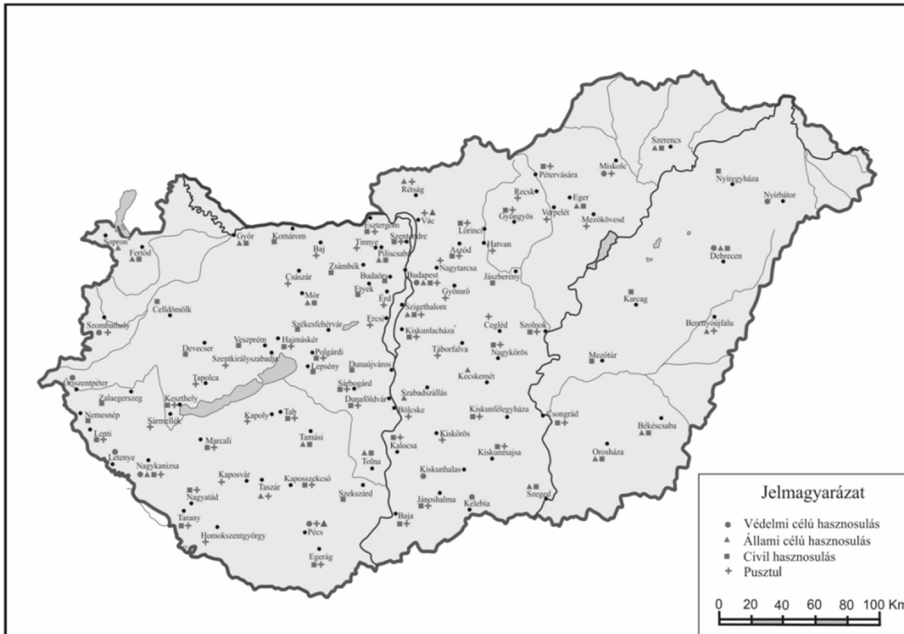 Rétság
Vác
Esztergom
Szentendre
Tinnye
Piliscsaba
Komárom
Győr
Sopron
Fertőd
Baj
Zsámbék
Budaörs
Budapest
Császár
Etyek
Mór
Érd
Ercsi
Celldömölk
Szombathely
Székesfehérvár
Veszprém
Hajmáskér
Devecser
Szentkirályszabadja
Polgárdi
Lepsény
Dunaújváros
Tapolca
Őriszentpéter
Zalaegerszeg
Keszthely
Sárbogárd
Dunaföldvár
Nemesnép
Sármellék
Kapoly
Tab
Lenti
Marcali
Tamási
Letenye
Nagykanizsa
Kaposvár
Taszár
Kaposszekcső
Tolna
Szekszárd
Nagyatád
Tarany
Homokszentgyörgy
Pécs
Egerág
Szerencs
Miskolc
Pétervására
Recsk
Eger
Verpelét
Mezőkövesd
Gyöngyös
Lőrinci
Hatvan
Aszód
Nagytarcsa
Jászberény
Gyömrő
Szigethalom
Kiskunlacháza
Cegléd
Szolnok
Táborfalva
Nagykőrös
Kecskemét
Szabadszállás
Bölcske
Kiskunfélegyháza
Csongrád
Kalocsa
Kiskőrös
Kiskunhalas
Kiskunmajsa
Jánoshalma
Kelebia
Szeged
Baja
Nyíregyháza
Nyírbátor
Debrecen
Karcag
Berettyóújfalu
Mezőtúr
Békéscsaba
Orosháza
Jelmagyarázat
Védelmi célú hasznosulás
Állami célú hasznosulás
Civil hasznosulás
Pusztul
0 20 40 60 80 100 Km